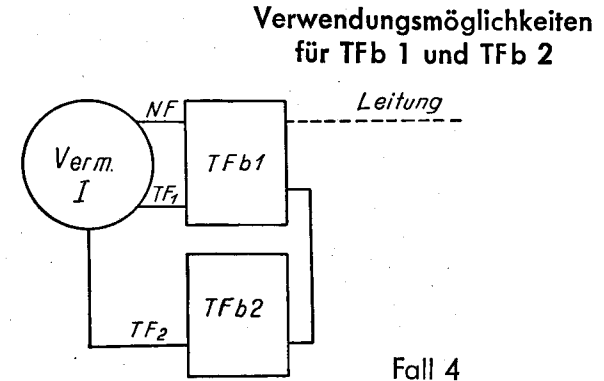 Verwendungsmöglichkeiten
für TFb 1 und TFb 2
NF
Leitung
Verm.
I
TFb1
TF₁
TFb2
TF₂
Fall 4